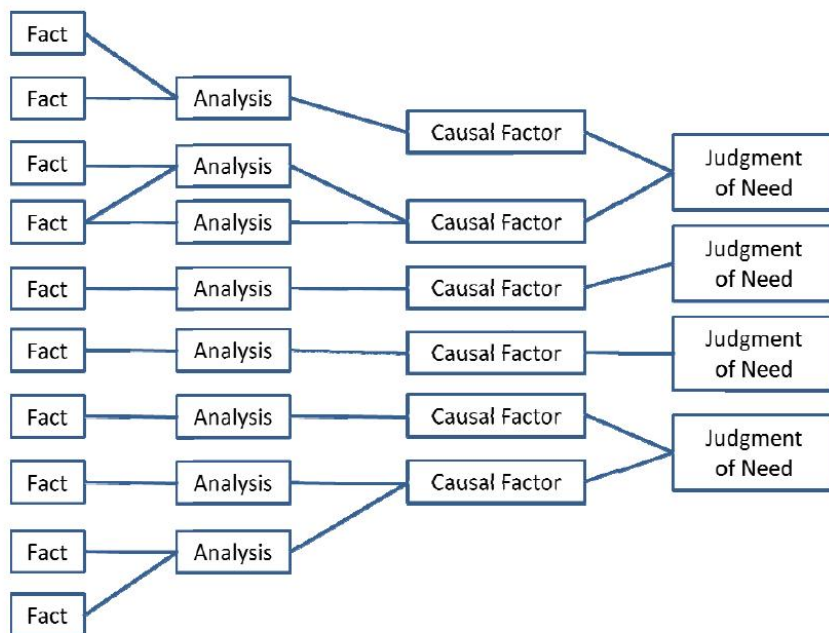 Fact
Fact
Analysis
Causal Factor
Fact
Analysis
Judgment
of Need
Fact
Analysis
Causal Factor
Judgment
of Need
Fact
Analysis
Causal Factor
Fact
Analysis
Causal Factor
Judgment
of Need
Fact
Analysis
Causal Factor
Judgment
of Need
Fact
Analysis
Causal Factor
Fact
Analysis
Fact